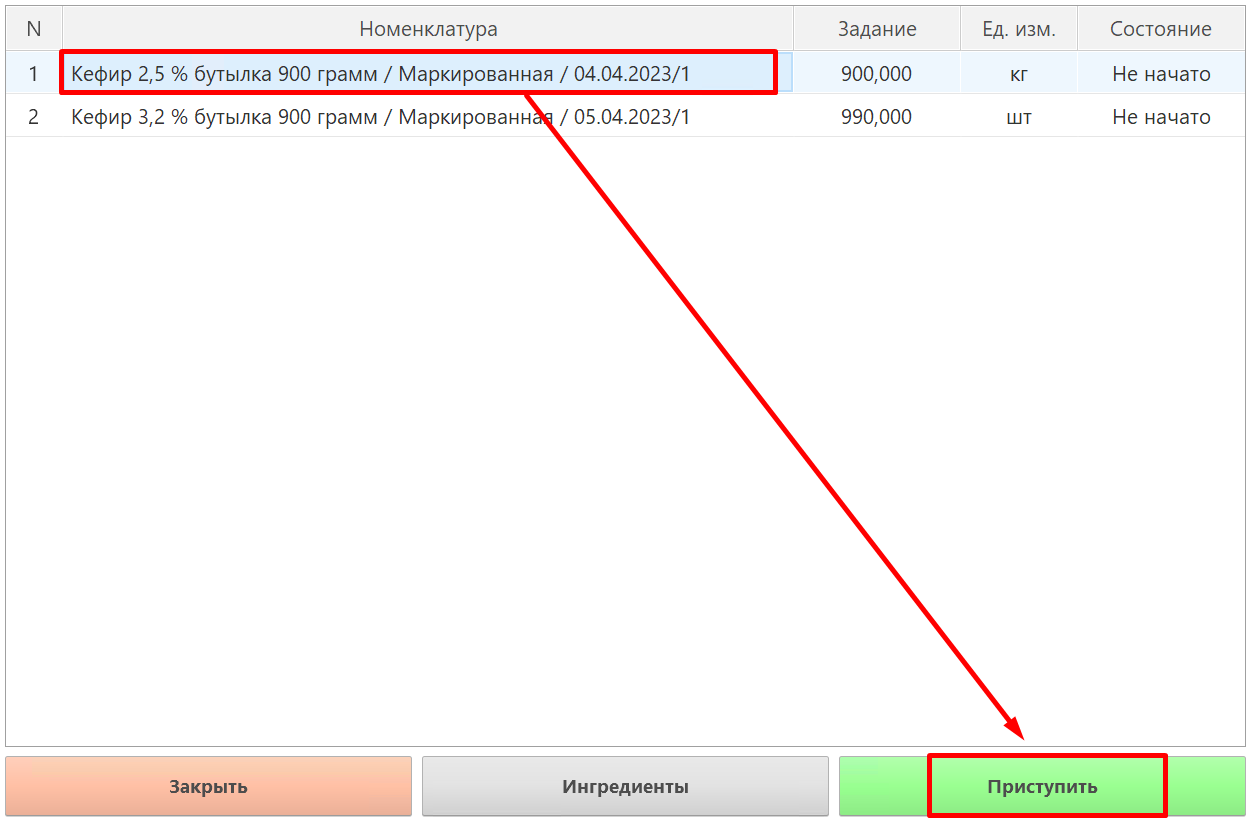 N Номенклатура Задание Ед. изм. Состояние
1 Кефир 2,5 % бутылка 900 грамм / Маркированная / 04.04.2023/1 900,000 кг Не начато
2 Кефир 3,2 % бутылка 900 грамм / Маркированная / 05.04.2023/1 990,000 шт Не начато
Закрыть Ингредиенты Приступить